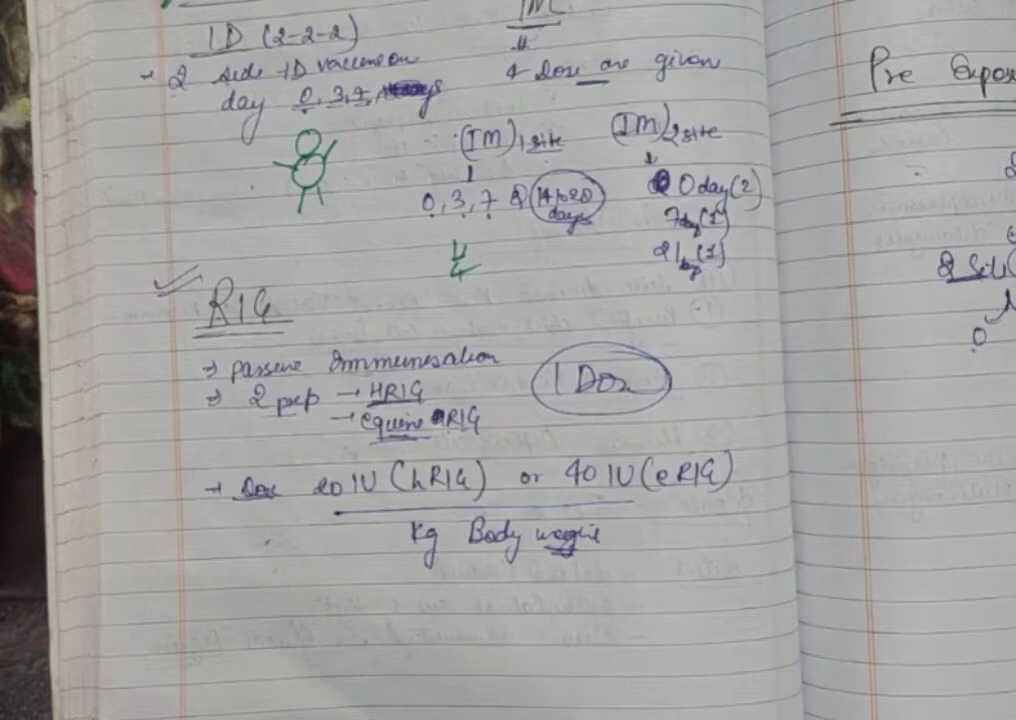 ID (2-2-2)
IM
2 side ID vaccine on
day 0, 3, 7,
4 Dose are given
(IM) 1 site
(IM) 2 site
0, 3, 7 & 14 to 28 days
0 day (2)
7 day (1)
21 day (1)
4
RIG
→ passive Immunisation
→ 2 prep → HRIG
→ equine RIG
1 Dose
→ Dose 20 IU (hRIG) or 40 IU (eRIG)
Kg Body
Pre Expos
2 Site
0